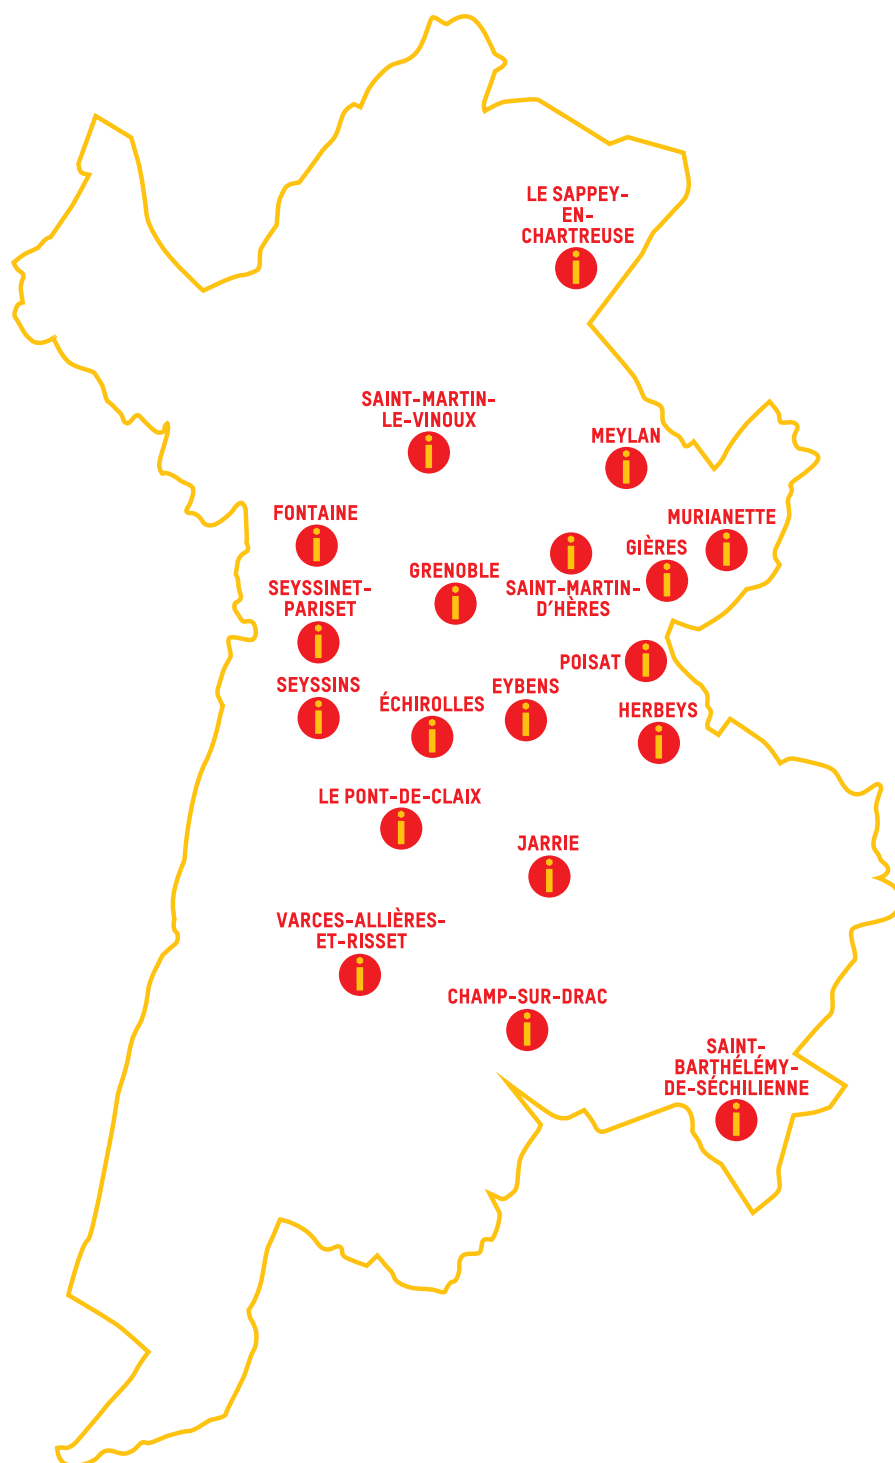 LE SAPPEY-
EN-
CHARTREUSE
SAINT-MARTIN-
LE-VINOUX
MEYLAN
FONTAINE
MURIANETTE
GIÈRES
GRENOBLE
SAINT-MARTIN-
D'HÈRES
SEYSSINET-
PARISET
POISAT
SEYSSINS
EYBENS
ÉCHIROLLES
HERBEYS
LE PONT-DE-CLAIX
JARRIE
VARCES-ALLIÈRES-
ET-RISSET
CHAMP-SUR-DRAC
SAINT-
BARTHÉLÉMY-
DE-SÉCHILIENNE